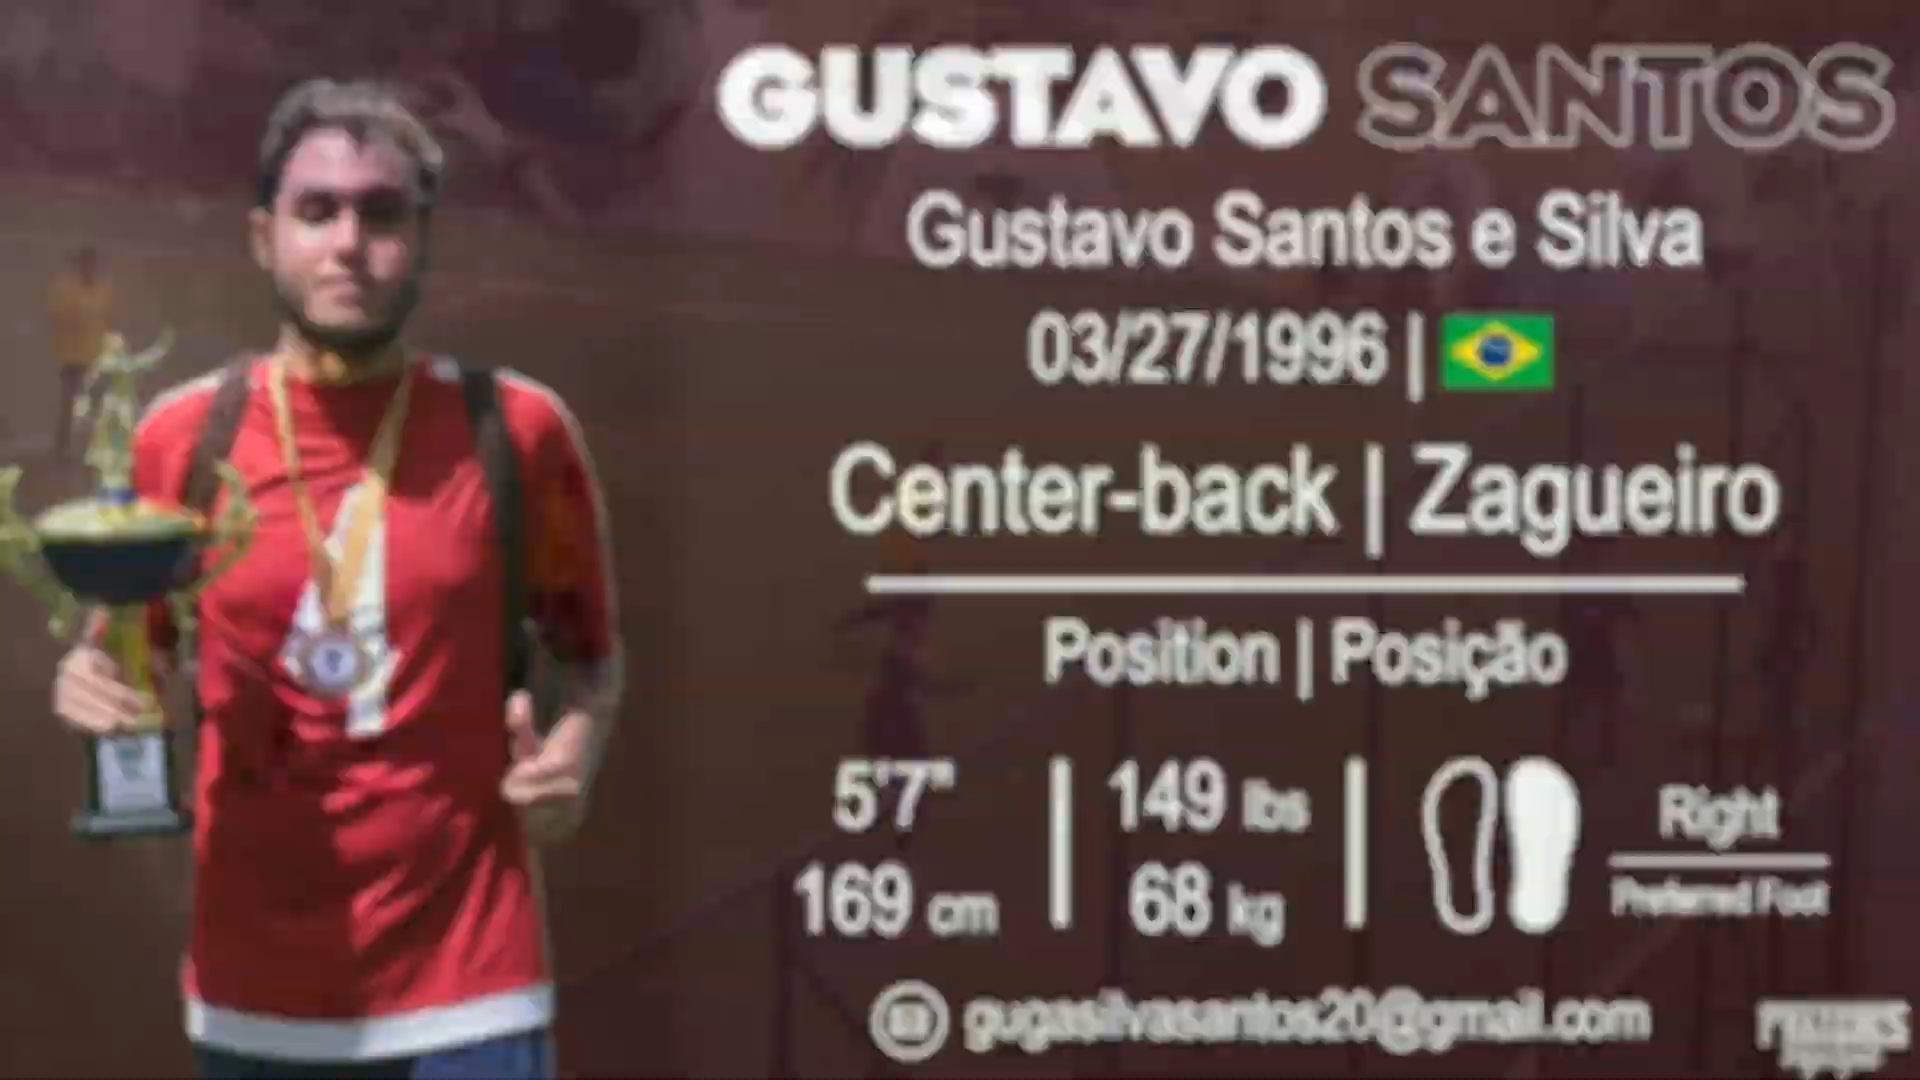 GUSTAVO SANTOS
Gustavo Santos e Silva
03/27/1996 |
Center-back | Zagueiro
Position | Posição
5'7" | 149 lbs
169 cm | 68 kg
Right
Preferred Foot
gugasilvasantos20@gmail.com